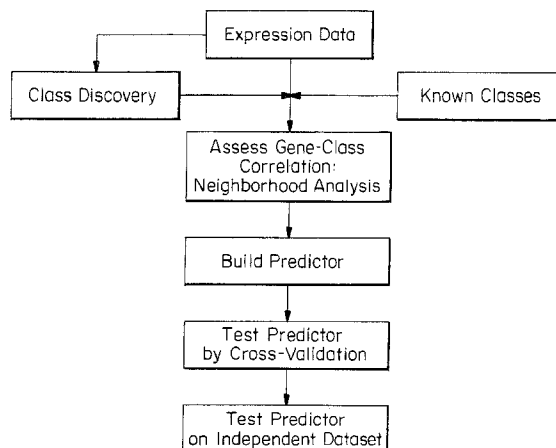 Expression Data
Class Discovery
Known Classes
Assess Gene-Class
Correlation:
Neighborhood Analysis
Build Predictor
Test Predictor
by Cross-Validation
Test Predictor
on Independent Dataset